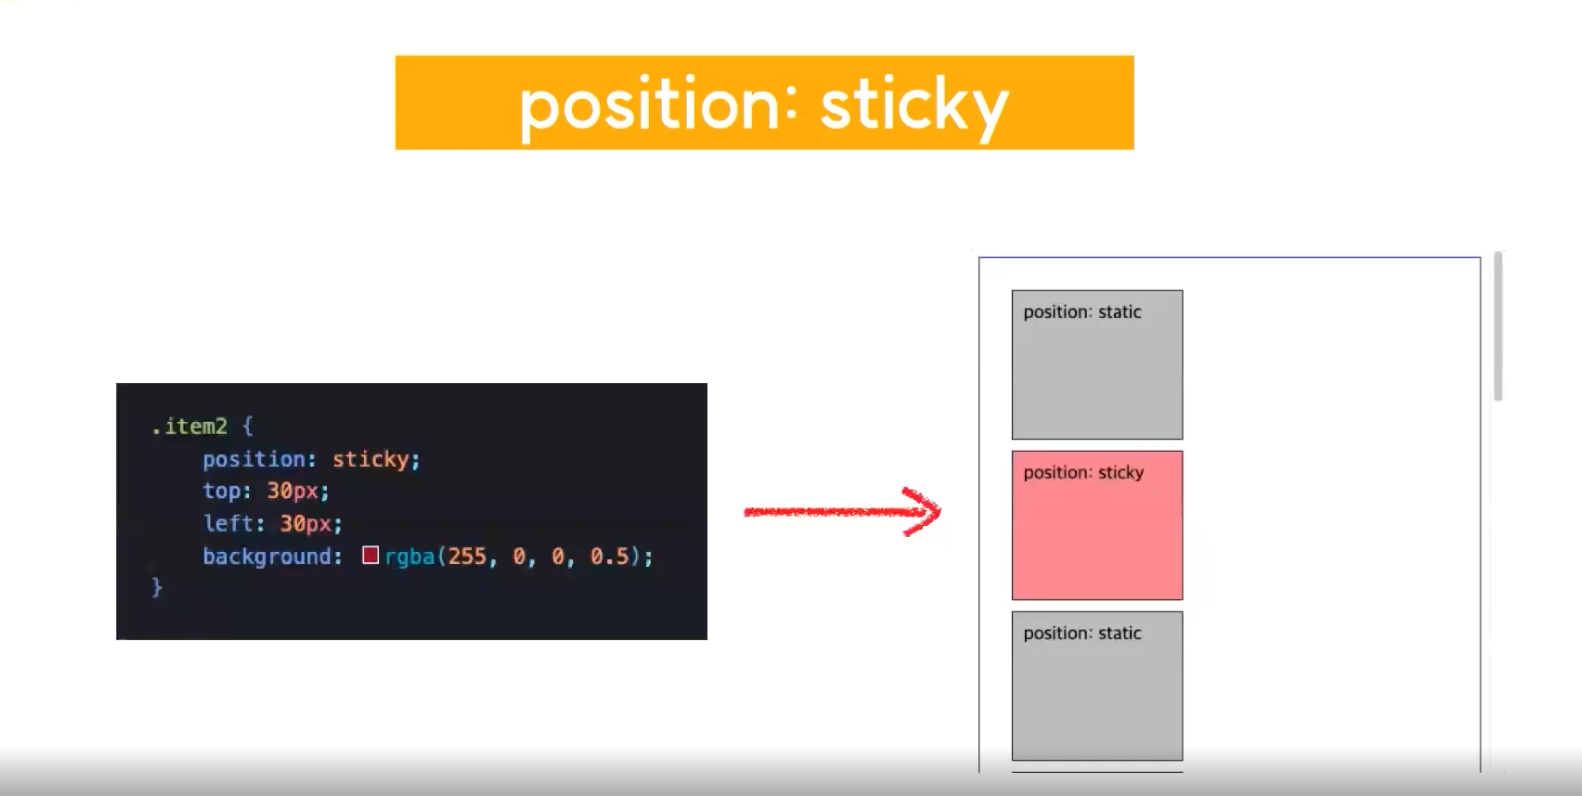 position: sticky
.item2 {
position: sticky;
top: 30px;
left: 30px;
background: rgba(255, 0, 0, 0.5);
}
position: static
position: sticky
position: static